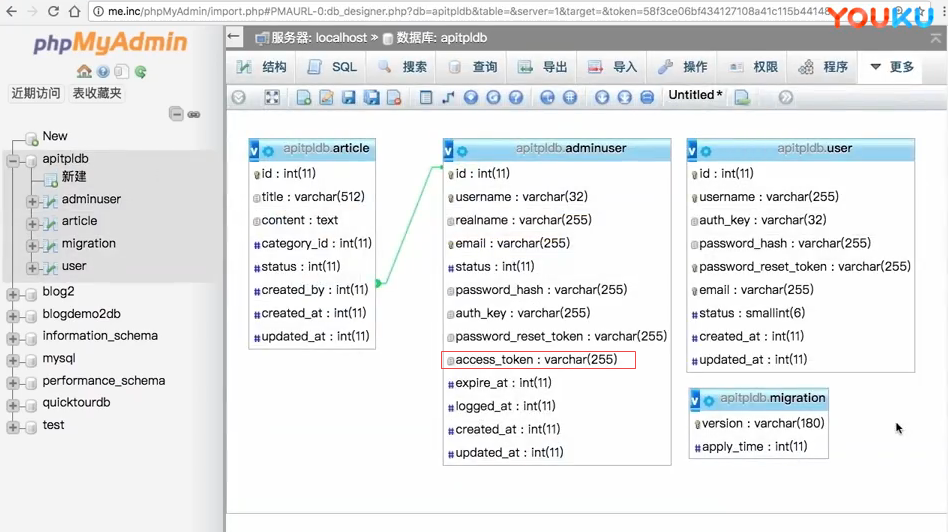 me.inc/phpMyAdmin/import.php#PMAURL-0:db_designer.php?db=apitpldb&table=&server=1&target=&token=58f3ce06bf434127108a41c115b44148
YOUKU
phpMyAdmin
服务器: localhost » 数据库: apitpldb
结构 SQL 搜索 查询 导出 导入 操作 权限 程序 更多
近期访问 表收藏夹
Untitled *
New
apitpldb
新建
adminuser
article
migration
user
blog2
blogdemo2db
information_schema
mysql
performance_schema
quicktourdb
test
apitpldb.article
id : int(11)
title : varchar(512)
content : text
category_id : int(11)
status : int(11)
created_by : int(11)
created_at : int(11)
updated_at : int(11)
apitpldb.adminuser
id : int(11)
username : varchar(32)
realname : varchar(255)
email : varchar(255)
status : int(11)
password_hash : varchar(255)
auth_key : varchar(255)
password_reset_token : varchar(255)
access_token : varchar(255)
expire_at : int(11)
logged_at : int(11)
created_at : int(11)
updated_at : int(11)
apitpldb.user
id : int(11)
username : varchar(255)
auth_key : varchar(32)
password_hash : varchar(255)
password_reset_token : varchar(255)
email : varchar(255)
status : smallint(6)
created_at : int(11)
updated_at : int(11)
apitpldb.migration
version : varchar(180)
apply_time : int(11)